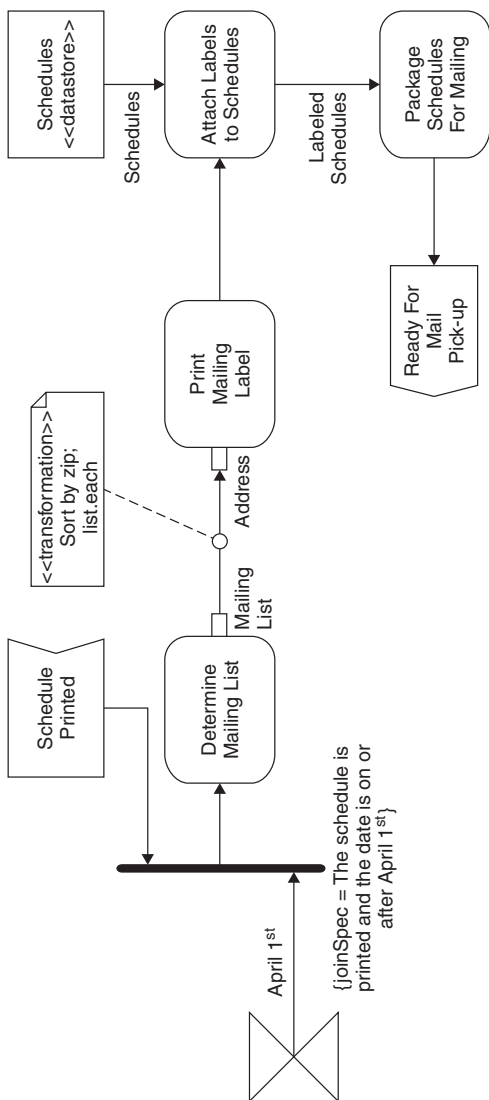 Schedule
Printed
<<transformation>>
Sort by zip;
list.each
Schedules
<<datastore>>
Schedules
April 1st
{joinSpec = The schedule is
printed and the date is on or
after April 1st}
Determine
Mailing List
Mailing
List
Address
Print
Mailing
Label
Attach Labels
to Schedules
Labeled
Schedules
Package
Schedules
For Mailing
Ready For
Mail
Pick-up